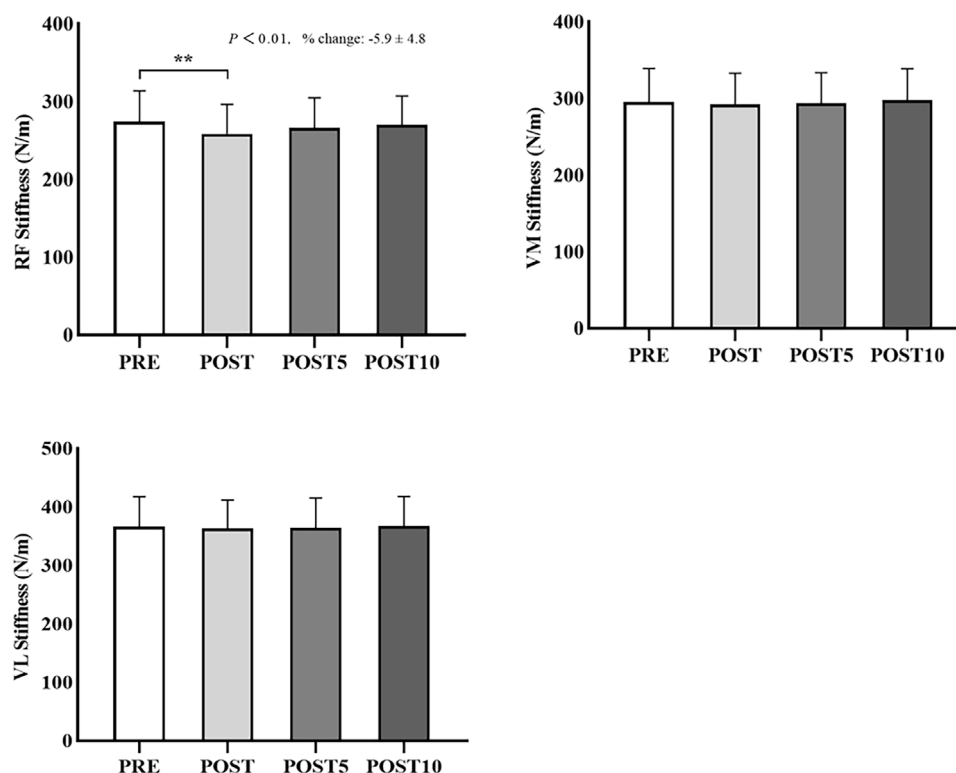 P < 0.01, % change: -5.9 ± 4.8
**
RF Stiffness (N/m)
400
300
200
100
0
PRE POST POST5 POST10
VM Stiffness (N/m)
400
300
200
100
0
PRE POST POST5 POST10
VL Stiffness (N/m)
500
400
300
200
100
0
PRE POST POST5 POST10